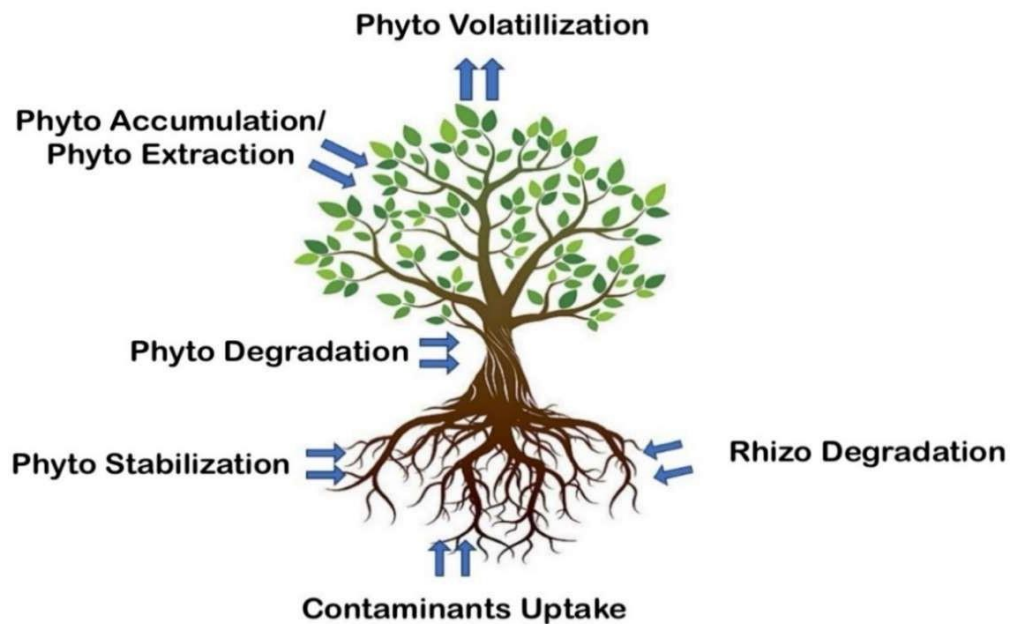 Phyto Volatillization
Phyto Accumulation/
Phyto Extraction
Phyto Degradation
Phyto Stabilization
Rhizo Degradation
Contaminants Uptake